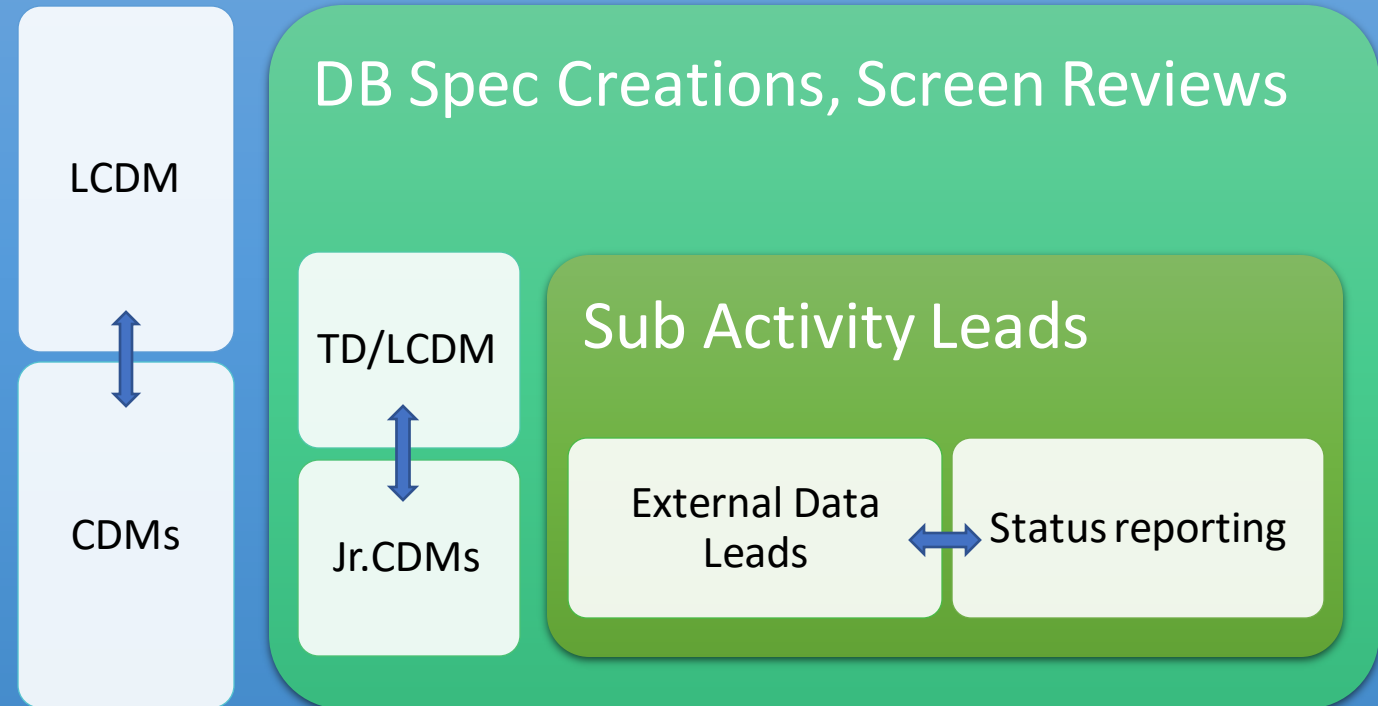 DB Spec Creations, Screen Reviews
LCDM
TD/LCDM
Sub Activity Leads
CDMs
Jr.CDMs
External Data
Leads
Status reporting